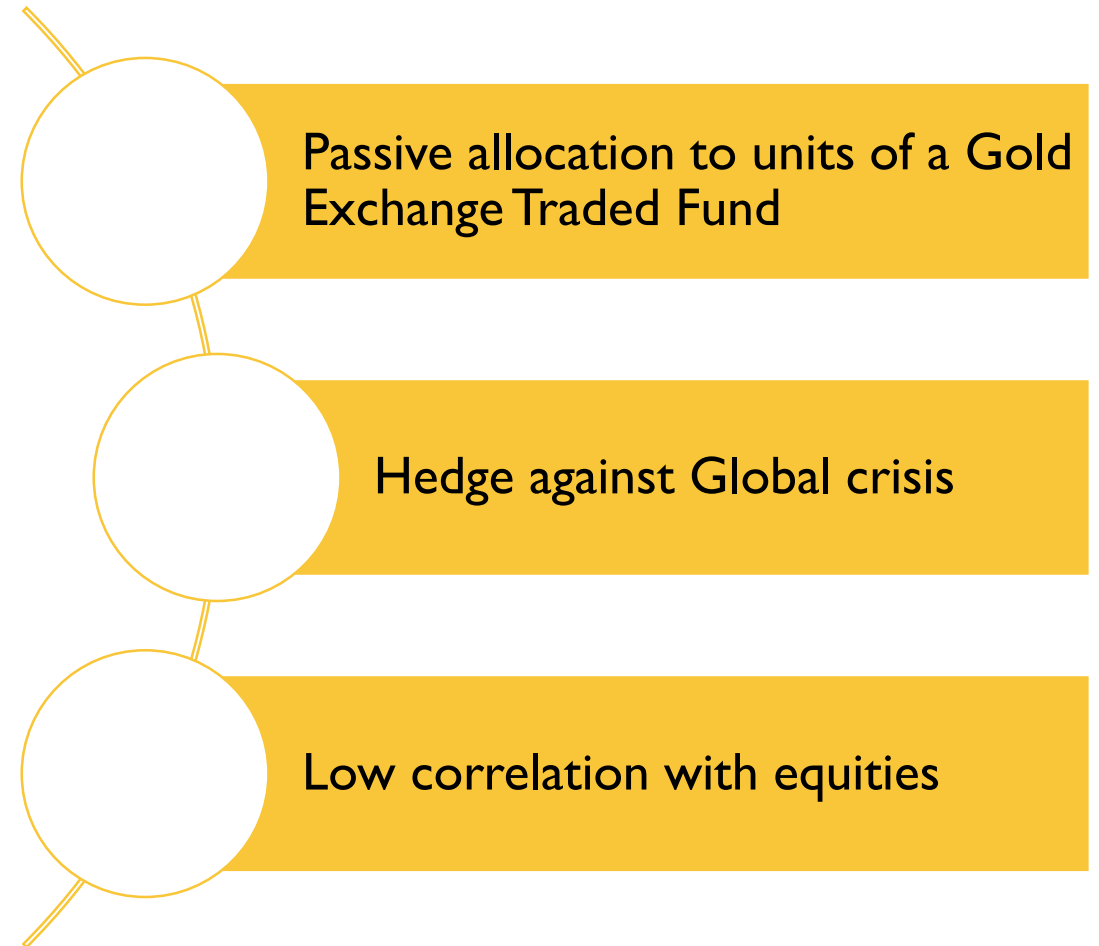 Passive allocation to units of a Gold
Exchange Traded Fund
Hedge against Global crisis
Low correlation with equities